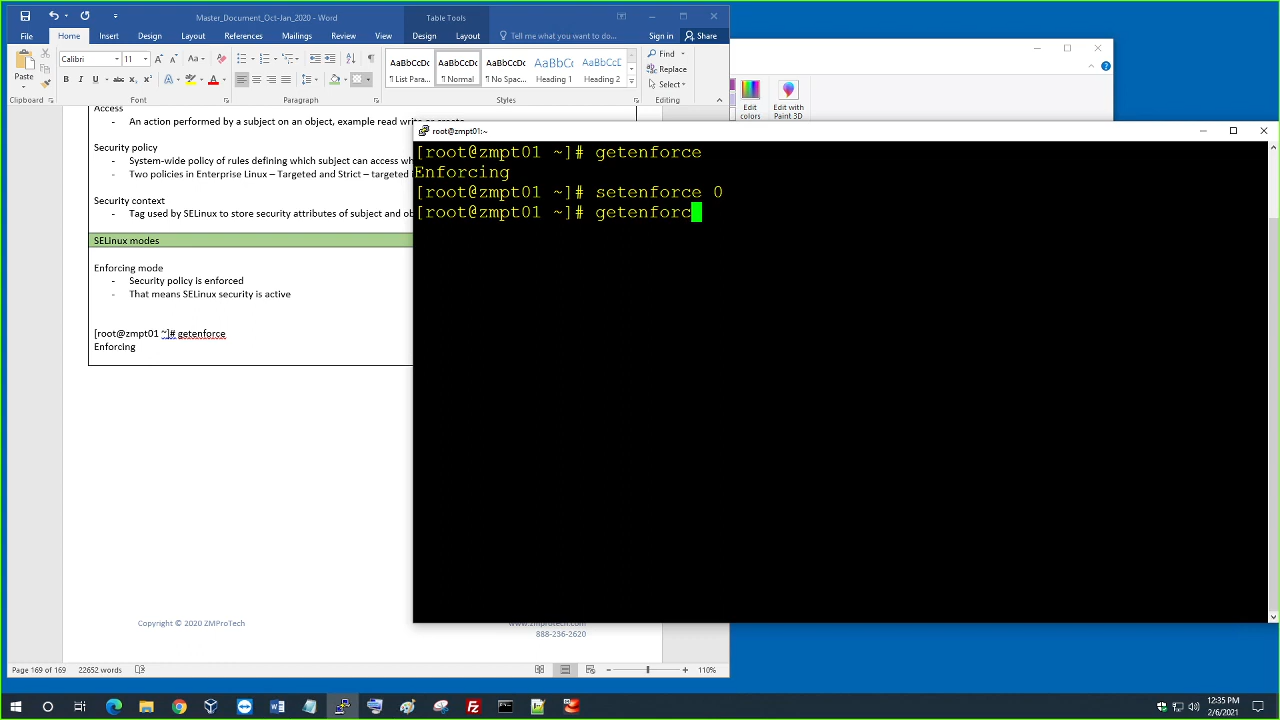 Master_Document_Oct-Jan_2020 - Word
Table Tools
File Home Insert Design Layout References Mailings Review View Design Layout Tell me what you want to do... Sign in Share
Paste
Calibri 11 Aa
B I U abc X₂ X² A A
Clipboard Font Paragraph Styles Editing
AaBbCcDc AaBbCcDc AaBbCcDc AaBbCc AaBbCcE
¶ List Para... ¶ Normal ¶ No Spac... Heading 1 Heading 2
Find
Replace
Select
Edit colors
Edit with Paint 3D
Access
- An action performed by a subject on an object, example read write or create
Security policy
- System-wide policy of rules defining which subject can access wh
- Two policies in Enterprise Linux – Targeted and Strict – targeted
Security context
- Tag used by SELinux to store security attributes of subject and ob
SELinux modes
Enforcing mode
- Security policy is enforced
- That means SELinux security is active
[root@zmpt01 ~]# getenforce
Enforcing
Copyright © 2020 ZMProTech
www.zmprotech.com
888-236-2620
Page 169 of 169 22652 words 110%
root@zmpt01:~
[root@zmpt01 ~]# getenforce
Enforcing
[root@zmpt01 ~]# setenforce 0
[root@zmpt01 ~]# getenforc
12:35 PM
2/6/2021